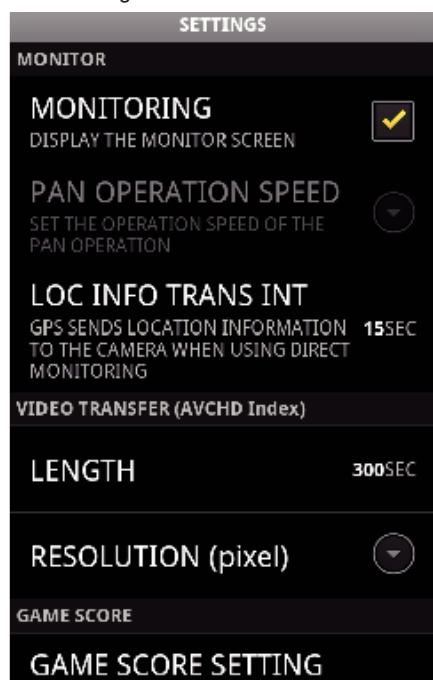 SETTINGS
MONITOR
MONITORING
DISPLAY THE MONITOR SCREEN
PAN OPERATION SPEED
SET THE OPERATION SPEED OF THE
PAN OPERATION
LOC INFO TRANS INT
GPS SENDS LOCATION INFORMATION
TO THE CAMERA WHEN USING DIRECT
MONITORING
15SEC
VIDEO TRANSFER (AVCHD Index)
LENGTH
300SEC
RESOLUTION (pixel)
GAME SCORE
GAME SCORE SETTING